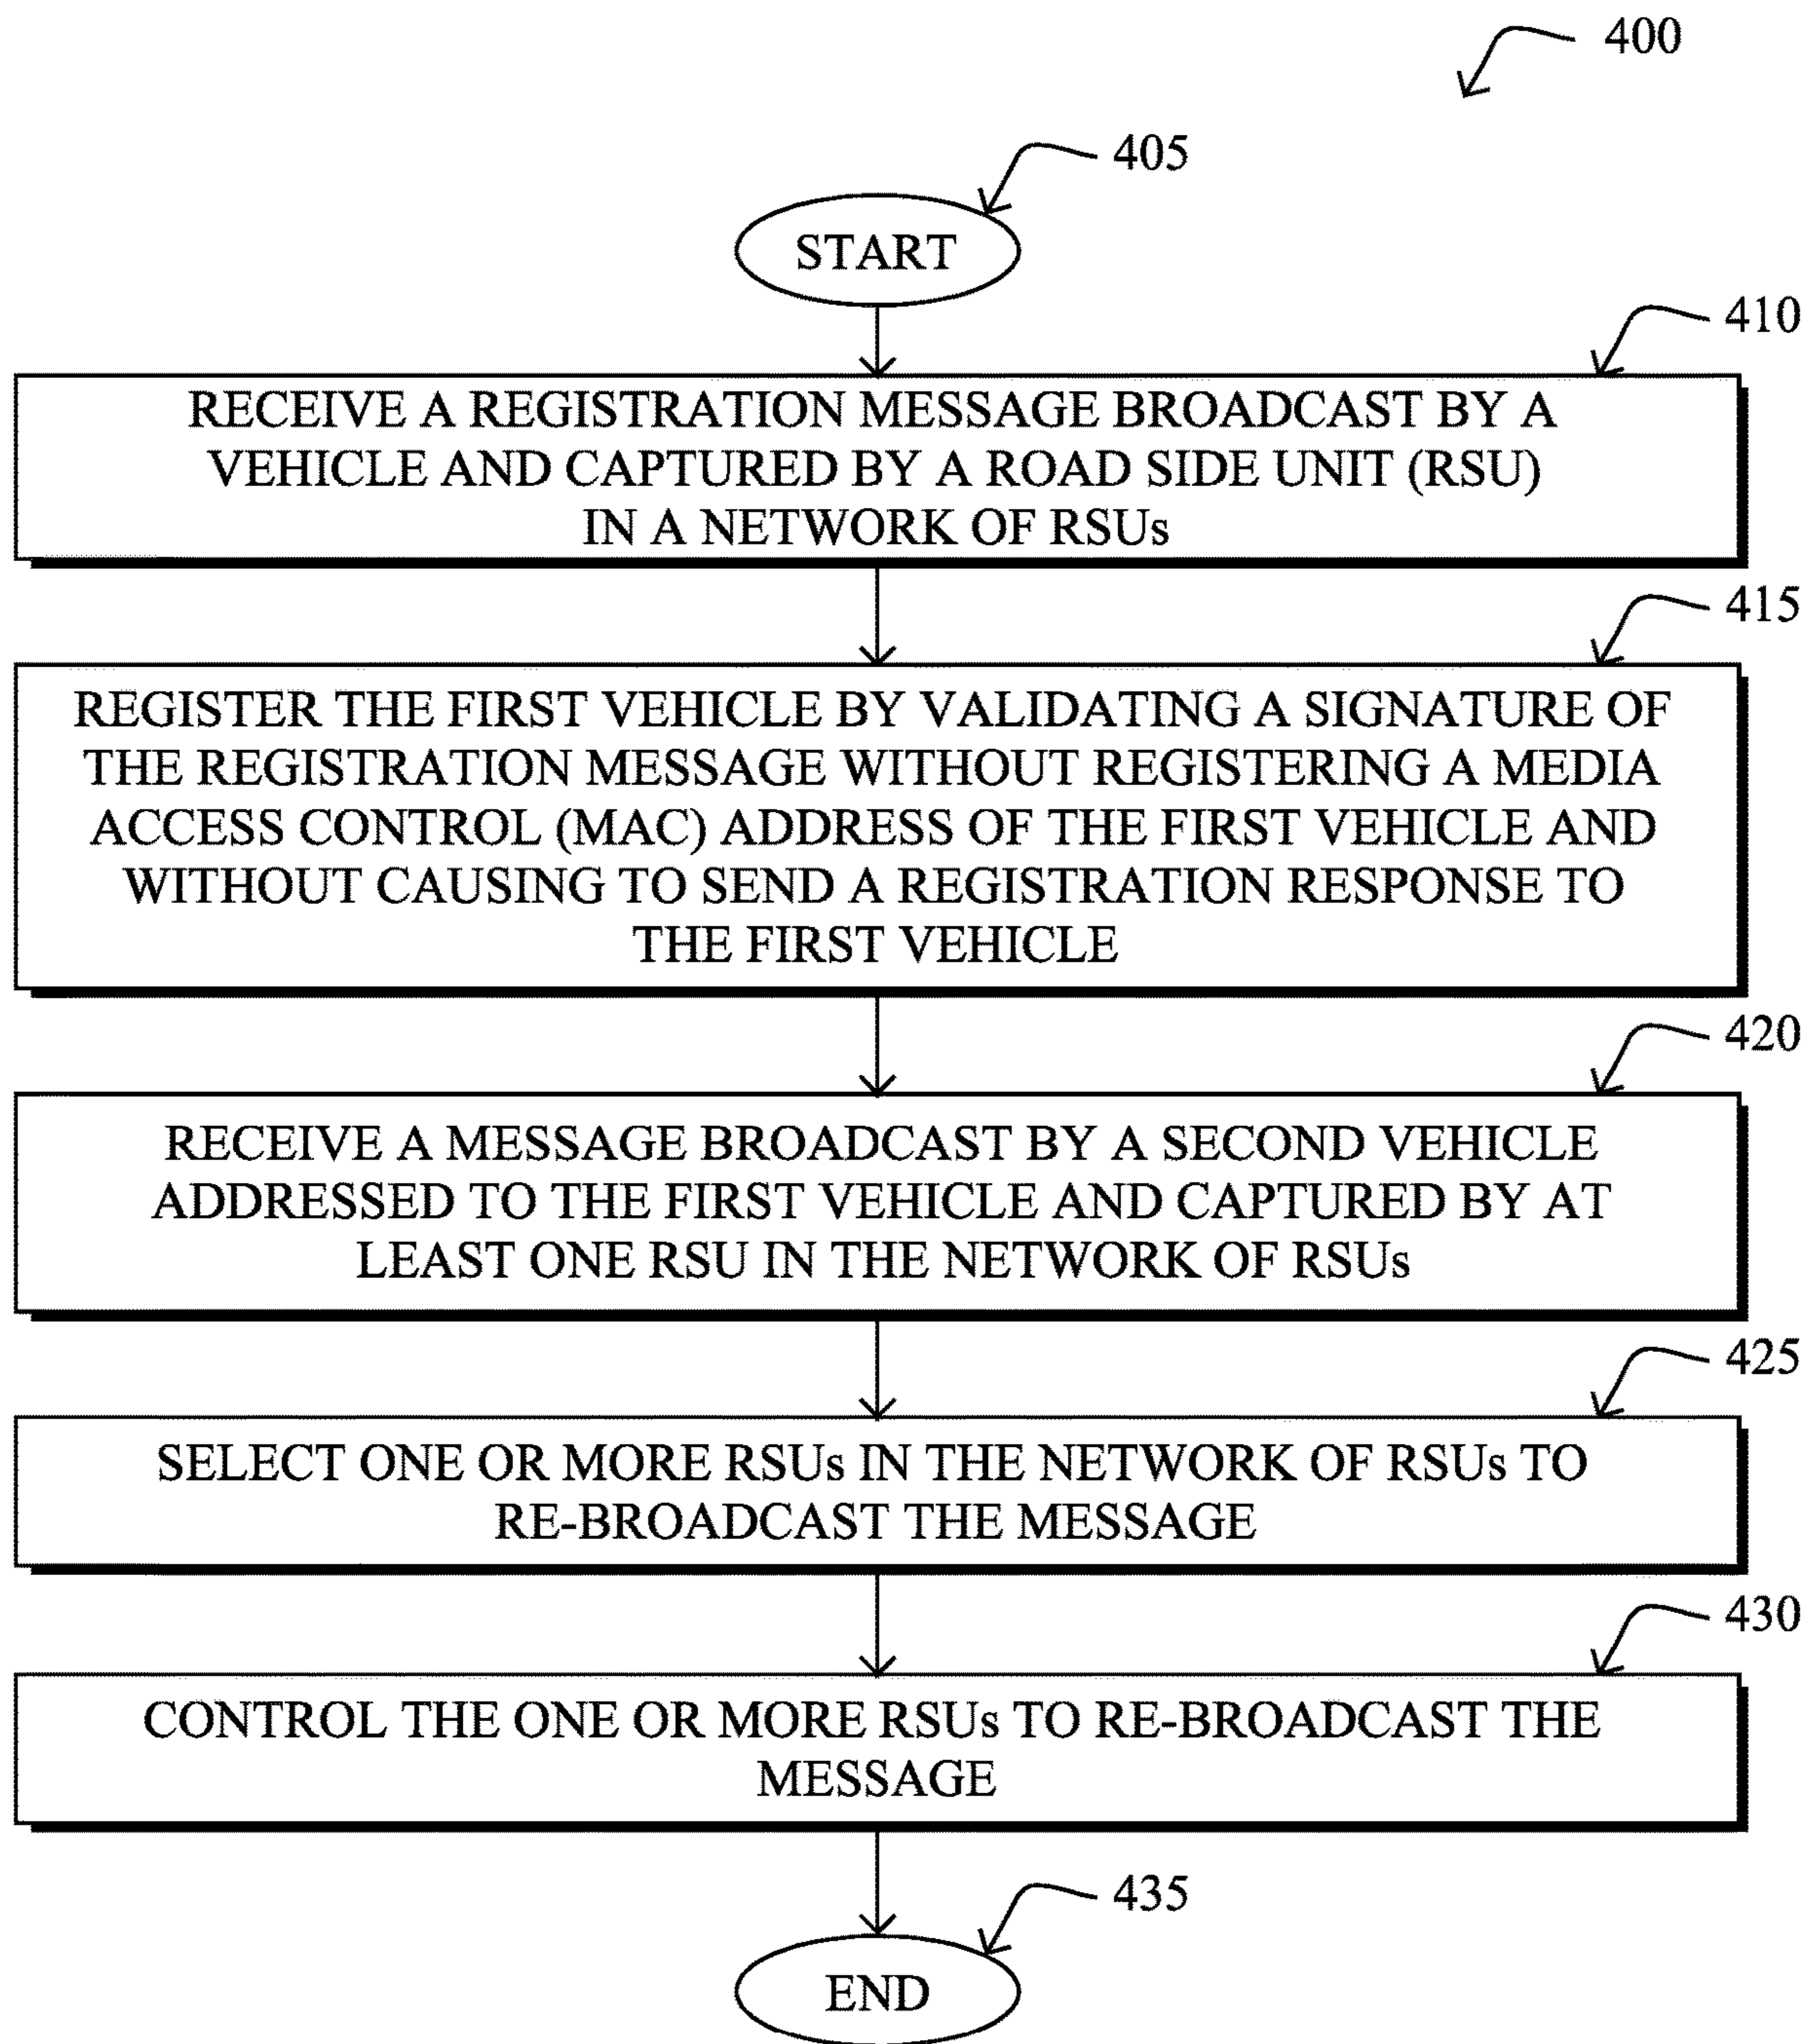 400
405
START
410
RECEIVE A REGISTRATION MESSAGE BROADCAST BY A
VEHICLE AND CAPTURED BY A ROAD SIDE UNIT (RSU)
IN A NETWORK OF RSUs
415
REGISTER THE FIRST VEHICLE BY VALIDATING A SIGNATURE OF
THE REGISTRATION MESSAGE WITHOUT REGISTERING A MEDIA
ACCESS CONTROL (MAC) ADDRESS OF THE FIRST VEHICLE AND
WITHOUT CAUSING TO SEND A REGISTRATION RESPONSE TO
THE FIRST VEHICLE
420
RECEIVE A MESSAGE BROADCAST BY A SECOND VEHICLE
ADDRESSED TO THE FIRST VEHICLE AND CAPTURED BY AT
LEAST ONE RSU IN THE NETWORK OF RSUs
425
SELECT ONE OR MORE RSUs IN THE NETWORK OF RSUs TO
RE-BROADCAST THE MESSAGE
430
CONTROL THE ONE OR MORE RSUs TO RE-BROADCAST THE
MESSAGE
435
END